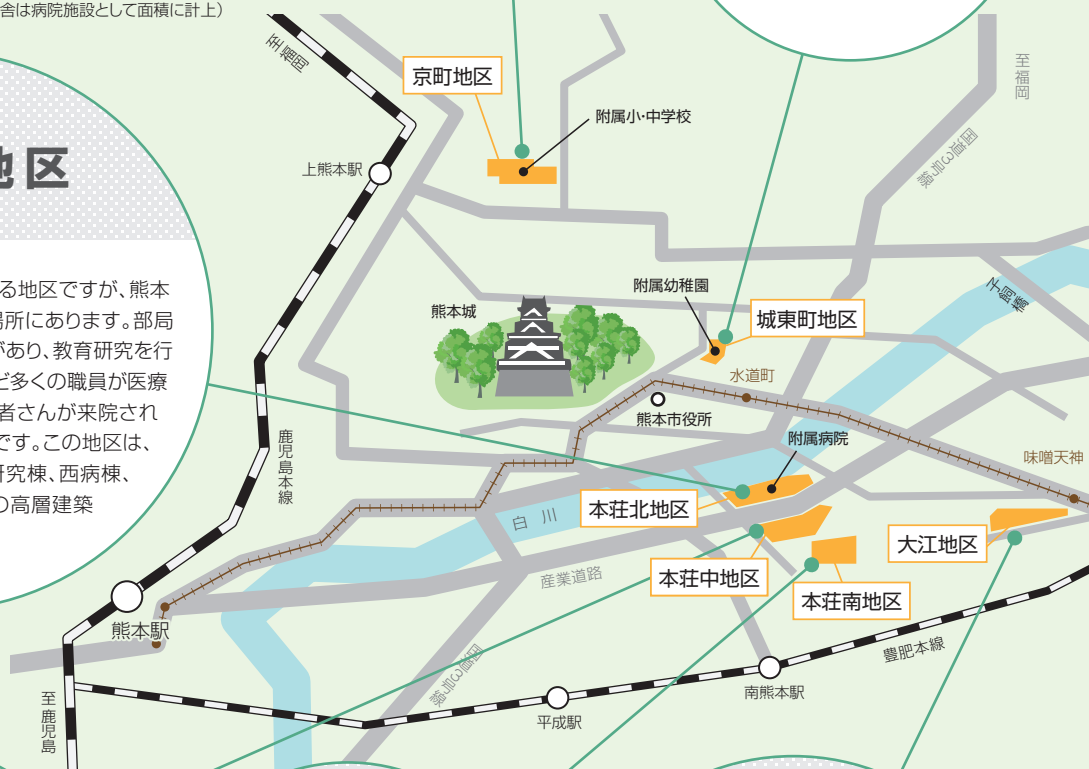 舎は病院施設として面積に計上）
至福岡
京町地区
附属小・中学校
至福岡
国道3号線
地区
上熊本駅
る地区ですが、熊本
場所にあります。部局
があり、教育研究を行
ど多くの職員が医療
者さんが来院され
です。この地区は、
研究棟、西病棟、
の高層建築
熊本城
附属幼稚園
城東町地区
子飼橋
水道町
熊本市役所
附属病院
味噌天神
鹿児島本線
白川
本荘北地区
大江地区
産業道路
本荘中地区
本荘南地区
熊本駅
国道3号線
豊肥本線
南熊本駅
平成駅
至鹿児島